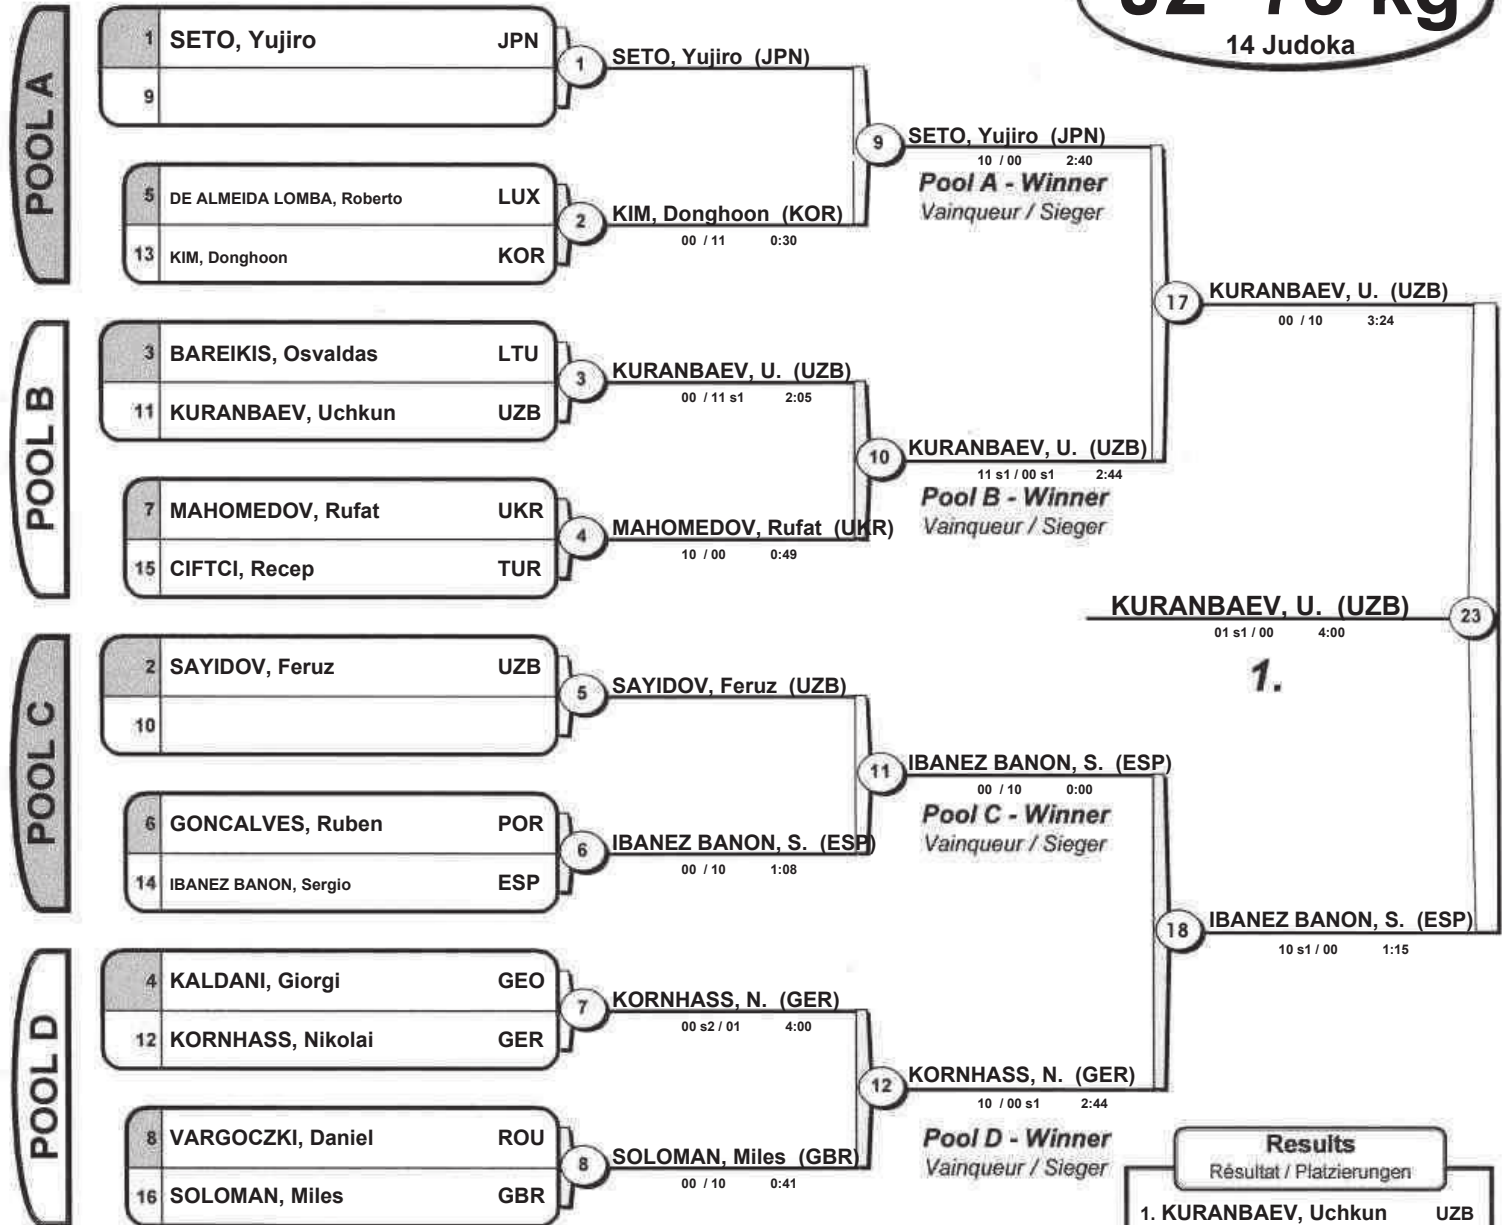 J2 -73 kg
14 Judoka
POOL A
1 SETO, Yujiro JPN
9
1
SETO, Yujiro (JPN)
5 DE ALMEIDA LOMBA, Roberto LUX
13 KIM, Donghoon KOR
2
KIM, Donghoon (KOR)
00 / 11 0:30
9
SETO, Yujiro (JPN)
10 / 00 2:40
Pool A - Winner
Vainqueur / Sieger
POOL B
3 BAREIKIS, Osvaldas LTU
11 KURANBAEV, Uchkun UZB
3
KURANBAEV, U. (UZB)
00 / 11 s1 2:05
7 MAHOMEDOV, Rufat UKR
15 CIFTCI, Recep TUR
4
MAHOMEDOV, Rufat (UKR)
10 / 00 0:49
10
KURANBAEV, U. (UZB)
11 s1 / 00 s1 2:44
Pool B - Winner
Vainqueur / Sieger
17
KURANBAEV, U. (UZB)
00 / 10 3:24
KURANBAEV, U. (UZB)
01 s1 / 00 4:00
23
1.
POOL C
2 SAYIDOV, Feruz UZB
10
5
SAYIDOV, Feruz (UZB)
6 GONCALVES, Ruben POR
14 IBANEZ BANON, Sergio ESP
6
IBANEZ BANON, S. (ESP)
00 / 10 1:08
11
IBANEZ BANON, S. (ESP)
00 / 10 0:00
Pool C - Winner
Vainqueur / Sieger
18
IBANEZ BANON, S. (ESP)
10 s1 / 00 1:15
POOL D
4 KALDANI, Giorgi GEO
12 KORNHASS, Nikolai GER
7
KORNHASS, N. (GER)
00 s2 / 01 4:00
8 VARGOCZKI, Daniel ROU
16 SOLOMAN, Miles GBR
8
SOLOMAN, Miles (GBR)
00 / 10 0:41
12
KORNHASS, N. (GER)
10 / 00 s1 2:44
Pool D - Winner
Vainqueur / Sieger
Results
Résultat / Platzierungen
1. KURANBAEV, Uchkun UZB